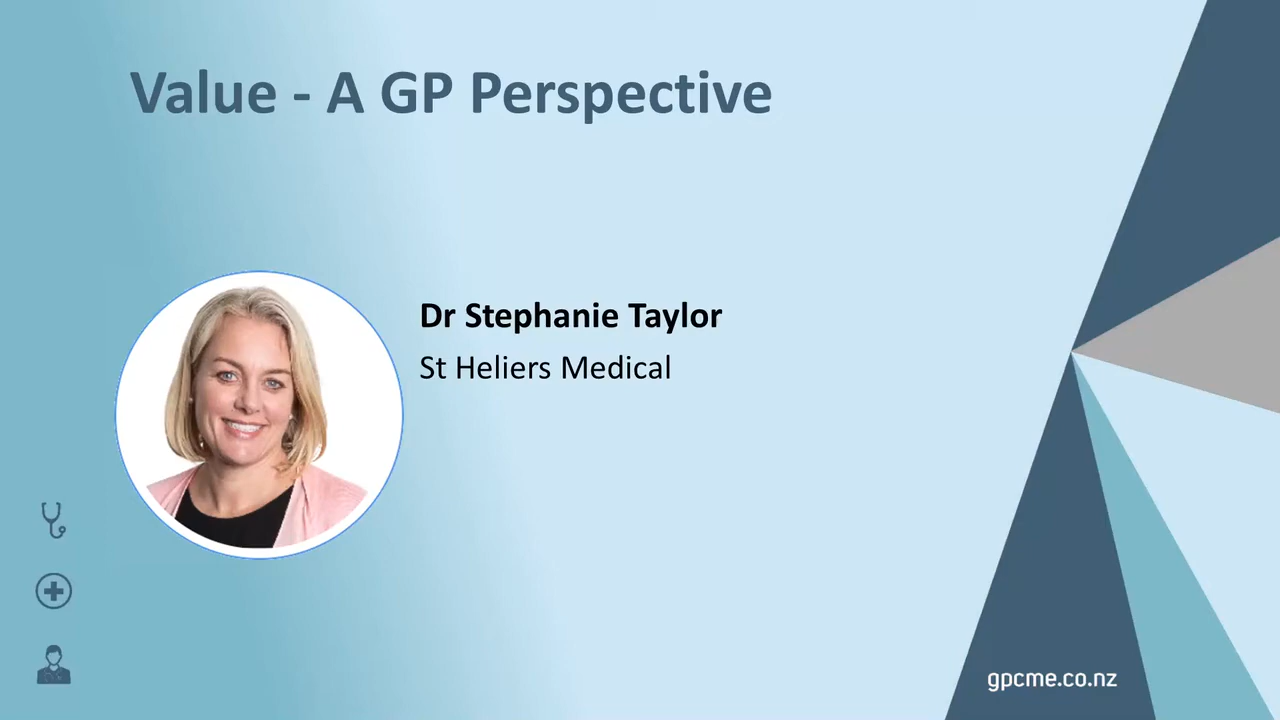 Value - A GP Perspective
Dr Stephanie Taylor
St Heliers Medical
gpcme.co.nz